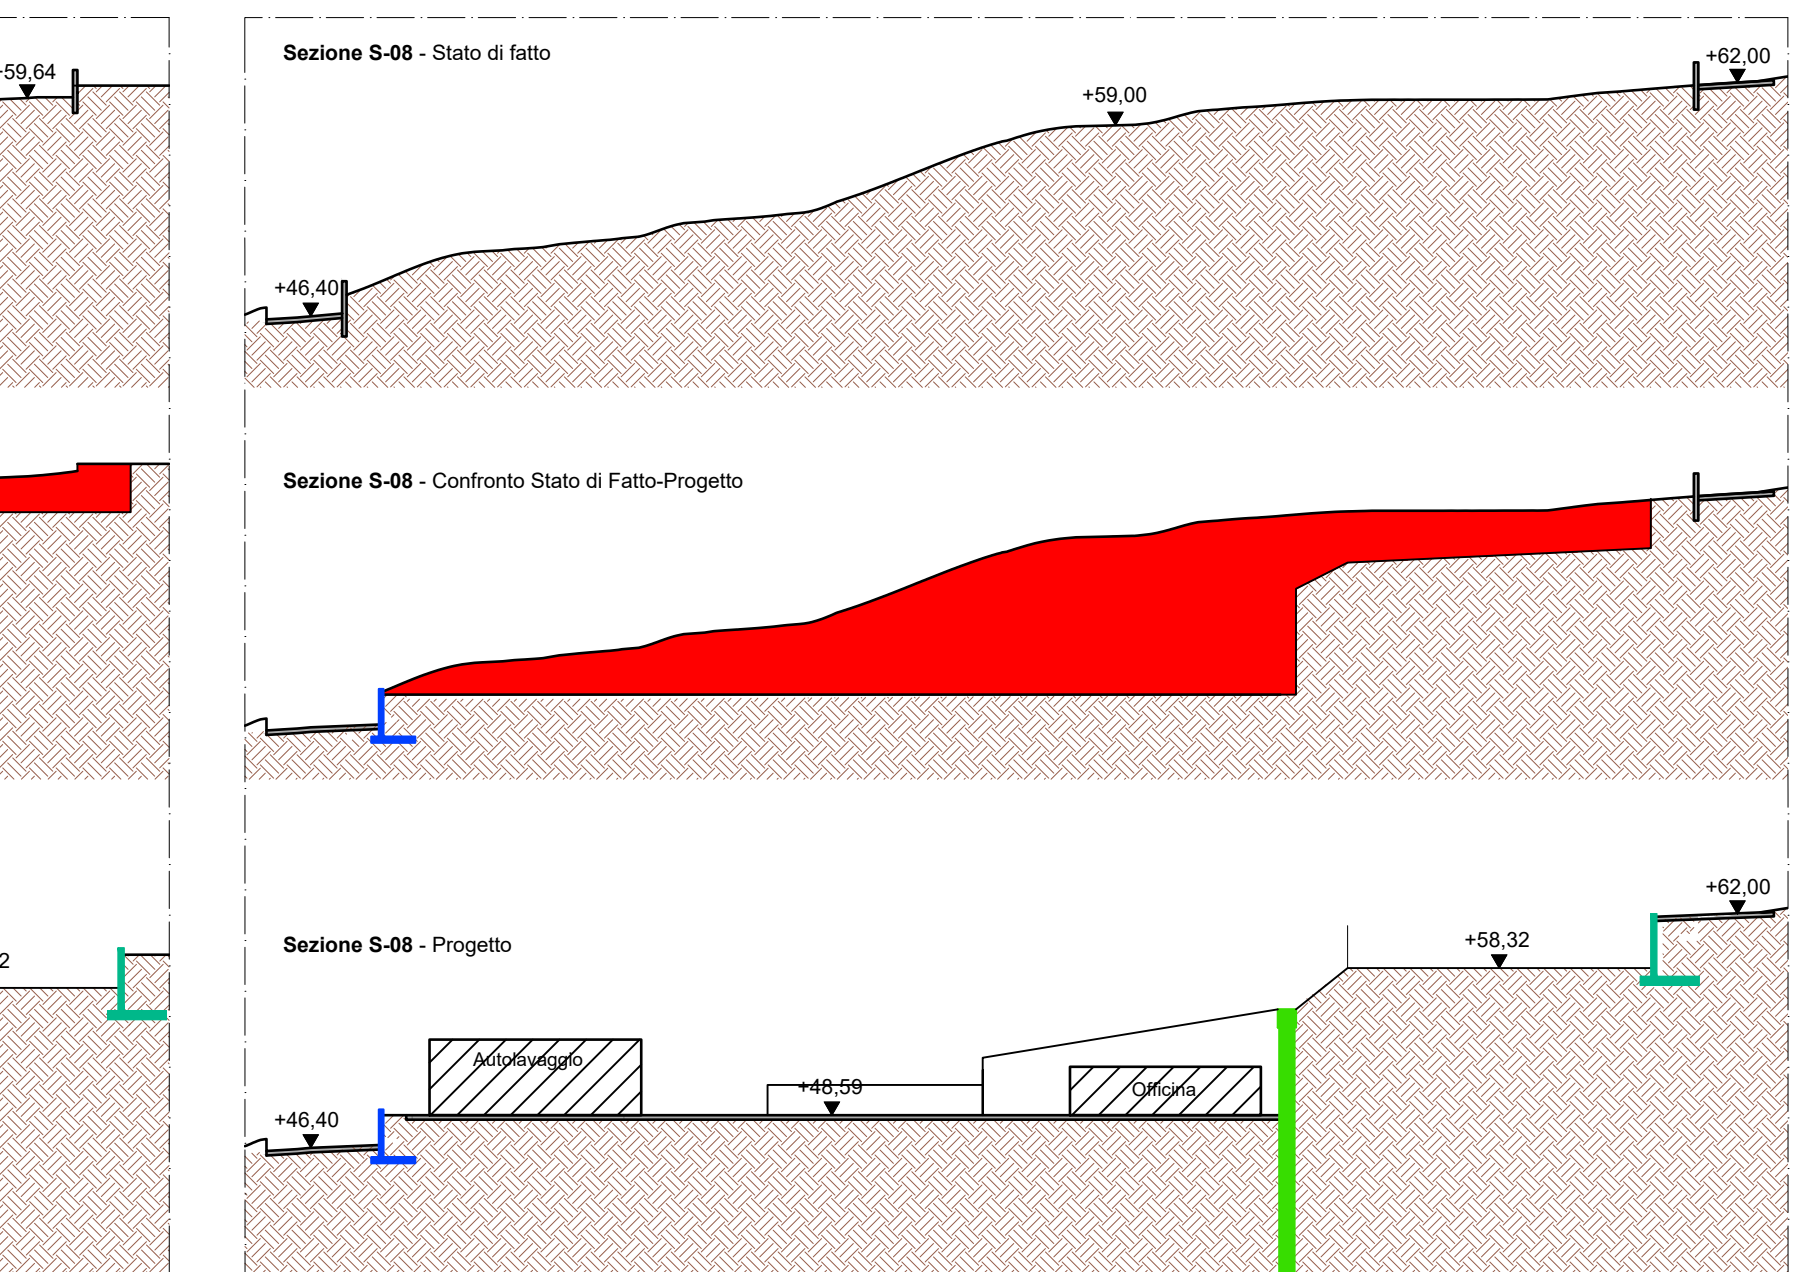 +59,64
Sezione S-08 - Stato di fatto
+62,00
+59,00
+46,40
Sezione S-08 - Confronto Stato di Fatto-Progetto
+62,00
Sezione S-08 - Progetto
+58,32
2
Autolavaggio
+48,59
Officina
+46,40